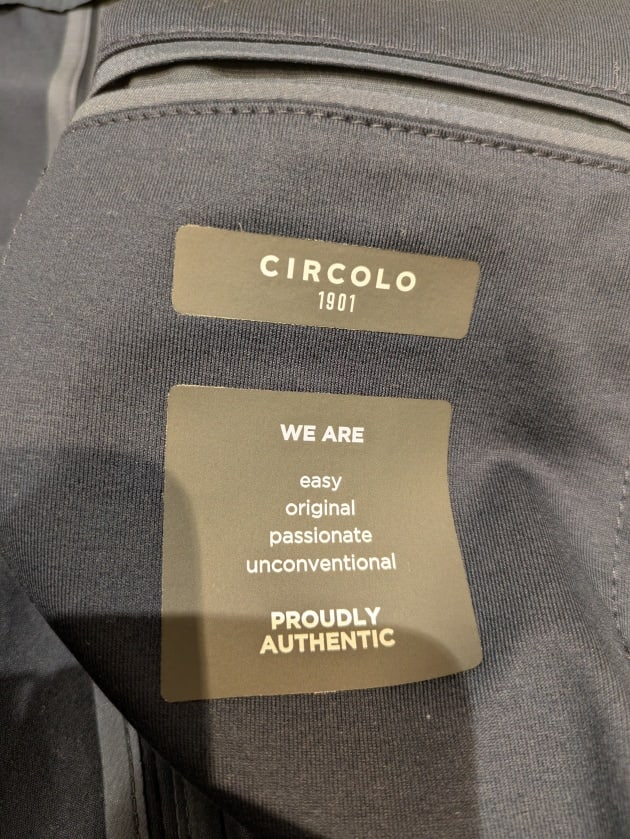 CIRCOLO
1901
WE ARE
easy
original
passionate
unconventional
PROUDLY
AUTHENTIC